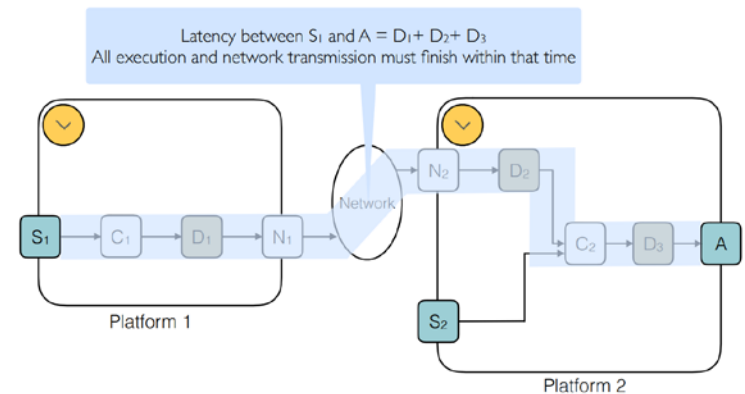 Latency between S₁ and A = D₁+ D₂+ D₃
All execution and network transmission must finish within that time
S₁
C₁
D₁
N₁
Network
N₂
D₂
C₂
D₃
A
S₂
Platform 1
Platform 2